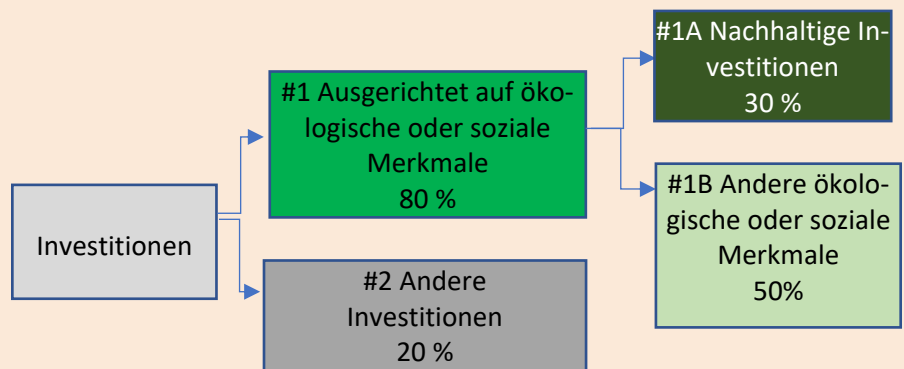 Investitionen
#1 Ausgerichtet auf öko-
logische oder soziale
Merkmale
80 %
#2 Andere
Investitionen
20 %
#1A Nachhaltige In-
vestitionen
30 %
#1B Andere ökolo-
gische oder soziale
Merkmale
50%